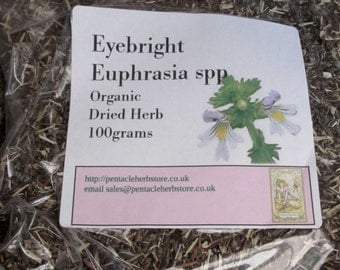 Eyebright
Euphrasia spp
Organic
Dried Herb
100grams
http://pentacleherbstore.co.uk
email sales@pentacleherbstore.co.uk